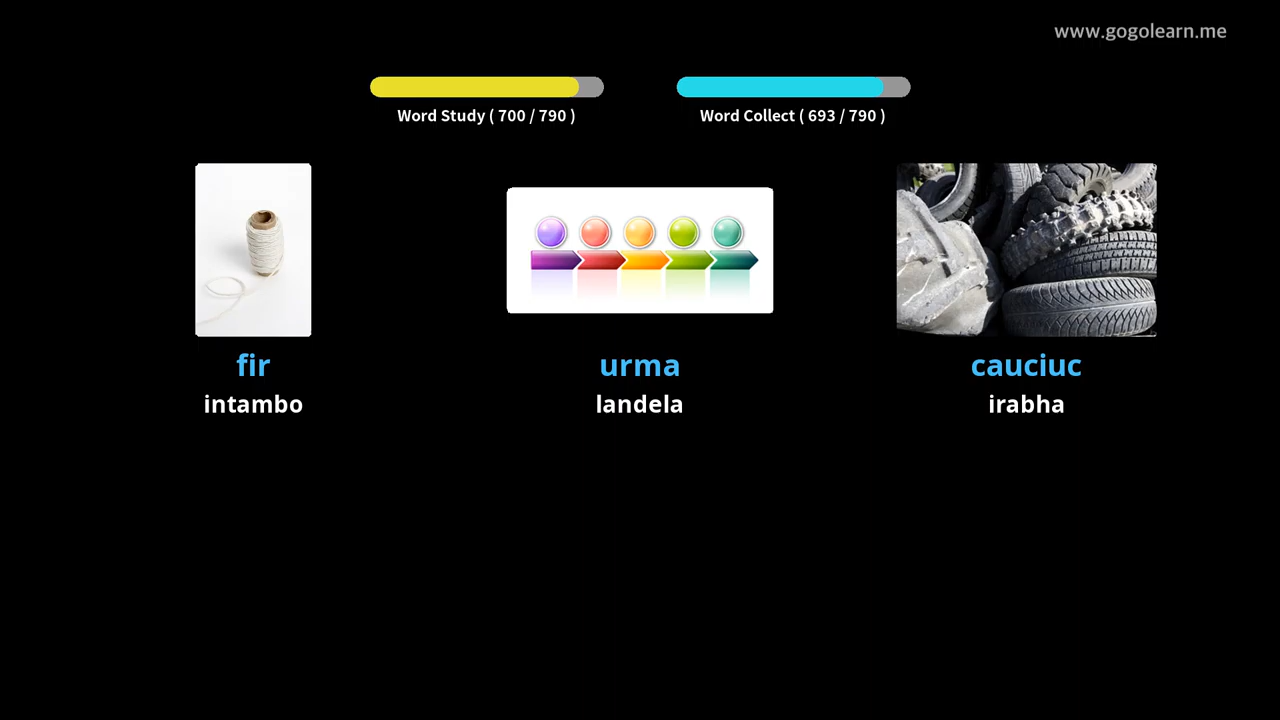 www.gogolearn.me
Word Study ( 700 / 790 )
Word Collect ( 693 / 790 )
fir
intambo
urma
landela
cauciuc
irabha